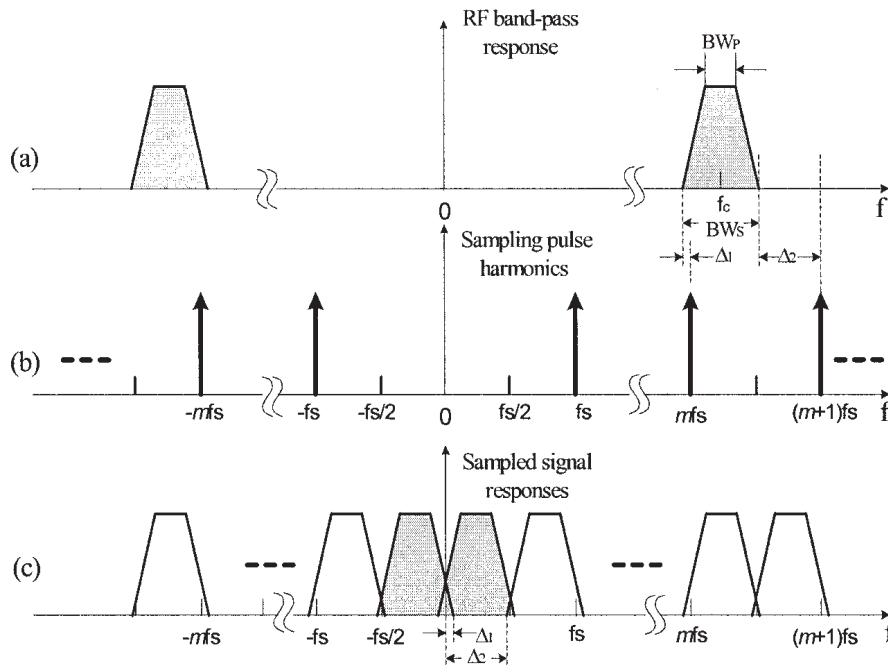 RF band-pass
response
BWP
(a)
0
fc
f
BWS
Sampling pulse
harmonics
Δ1
Δ2
(b)
-mfs
-fs
-fs/2
0
fs/2
fs
mfs
(m+1)fs
f
Sampled signal
responses
(c)
-mfs
-fs
-fs/2
Δ1
Δ2
fs
mfs
(m+1)fs
f